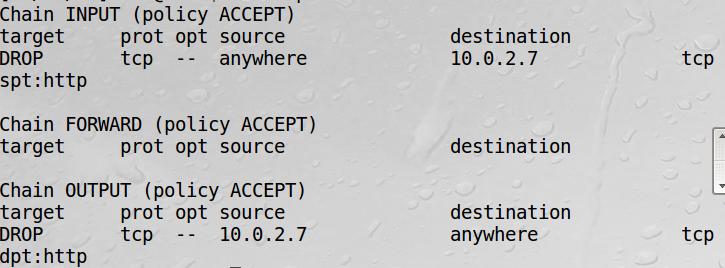 Chain INPUT (policy ACCEPT)
target     prot opt source               destination
DROP       tcp  --  anywhere             10.0.2.7             tcp
spt:http

Chain FORWARD (policy ACCEPT)
target     prot opt source               destination

Chain OUTPUT (policy ACCEPT)
target     prot opt source               destination
DROP       tcp  --  10.0.2.7             anywhere             tcp
dpt:http